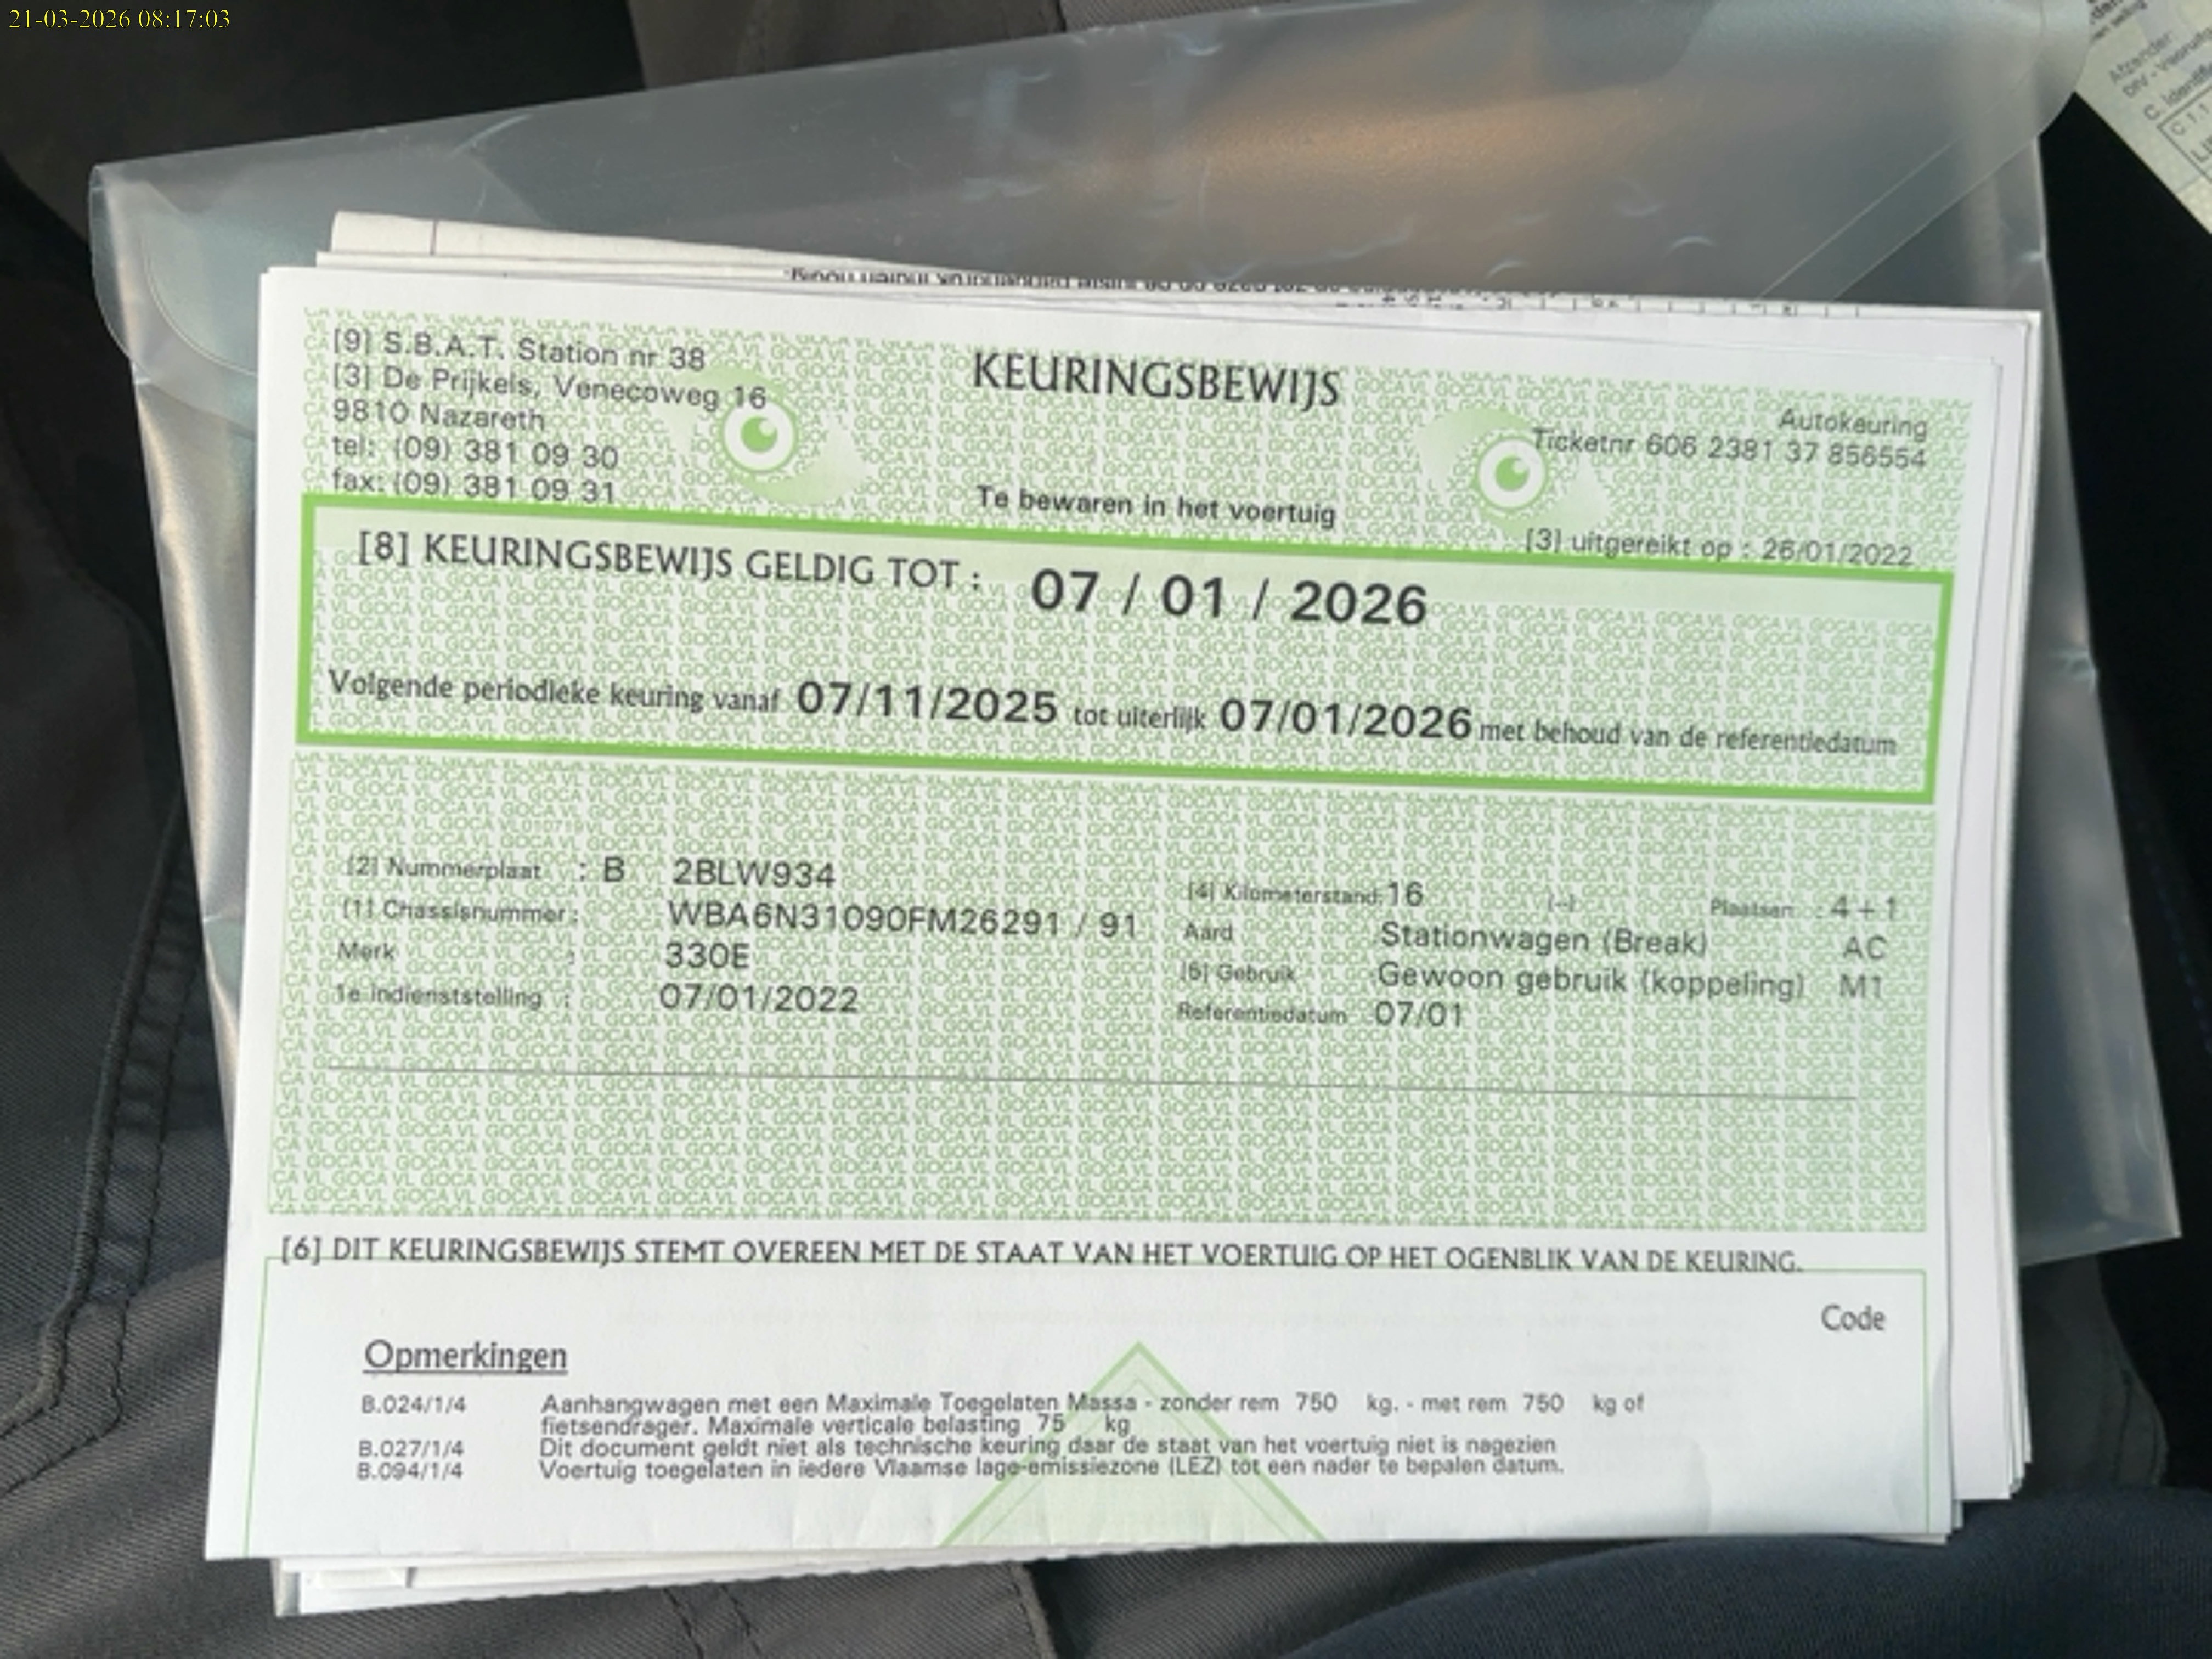 21-03-2026 08:17:03
[9] S.B.A.T. Station nr 38
[3] De Prijkels, Venecoweg 16
9810 Nazareth
tel: (09) 381 09 30
fax: (09) 381 09 31
KEURINGSBEWIJS
Te bewaren in het voertuig
Autokeuring
Ticketnr 606 2381 37 856554
[3] uitgereikt op : 26/01/2022
[8] KEURINGSBEWIJS GELDIG TOT : 07 / 01 / 2026
Volgende periodieke keuring vanaf 07/11/2025 tot uiterlijk 07/01/2026 met behoud van de referentiedatum
[2] Nummerplaat : B 2BLW934
[1] Chassisnummer : WBA6N31090FM26291 / 91
Merk : 330E
1e indienststelling : 07/01/2022
[4] Kilometerstand: 16 [--] Plaatsen : 4 + 1
Aard Stationwagen (Break) AC
[5] Gebruik Gewoon gebruik (koppeling) M1
Referentiedatum 07/01
[6] DIT KEURINGSBEWIJS STEMT OVEREEN MET DE STAAT VAN HET VOERTUIG OP HET OGENBLIK VAN DE KEURING.
Code
Opmerkingen
B.024/1/4 Aanhangwagen met een Maximale Toegelaten Massa - zonder rem 750 kg. - met rem 750 kg of
fietsendrager. Maximale verticale belasting 75 kg
B.027/1/4 Dit document geldt niet als technische keuring daar de staat van het voertuig niet is nagezien
B.094/1/4 Voertuig toegelaten in iedere Vlaamse lage-emissiezone (LEZ) tot een nader te bepalen datum.
Afzender: